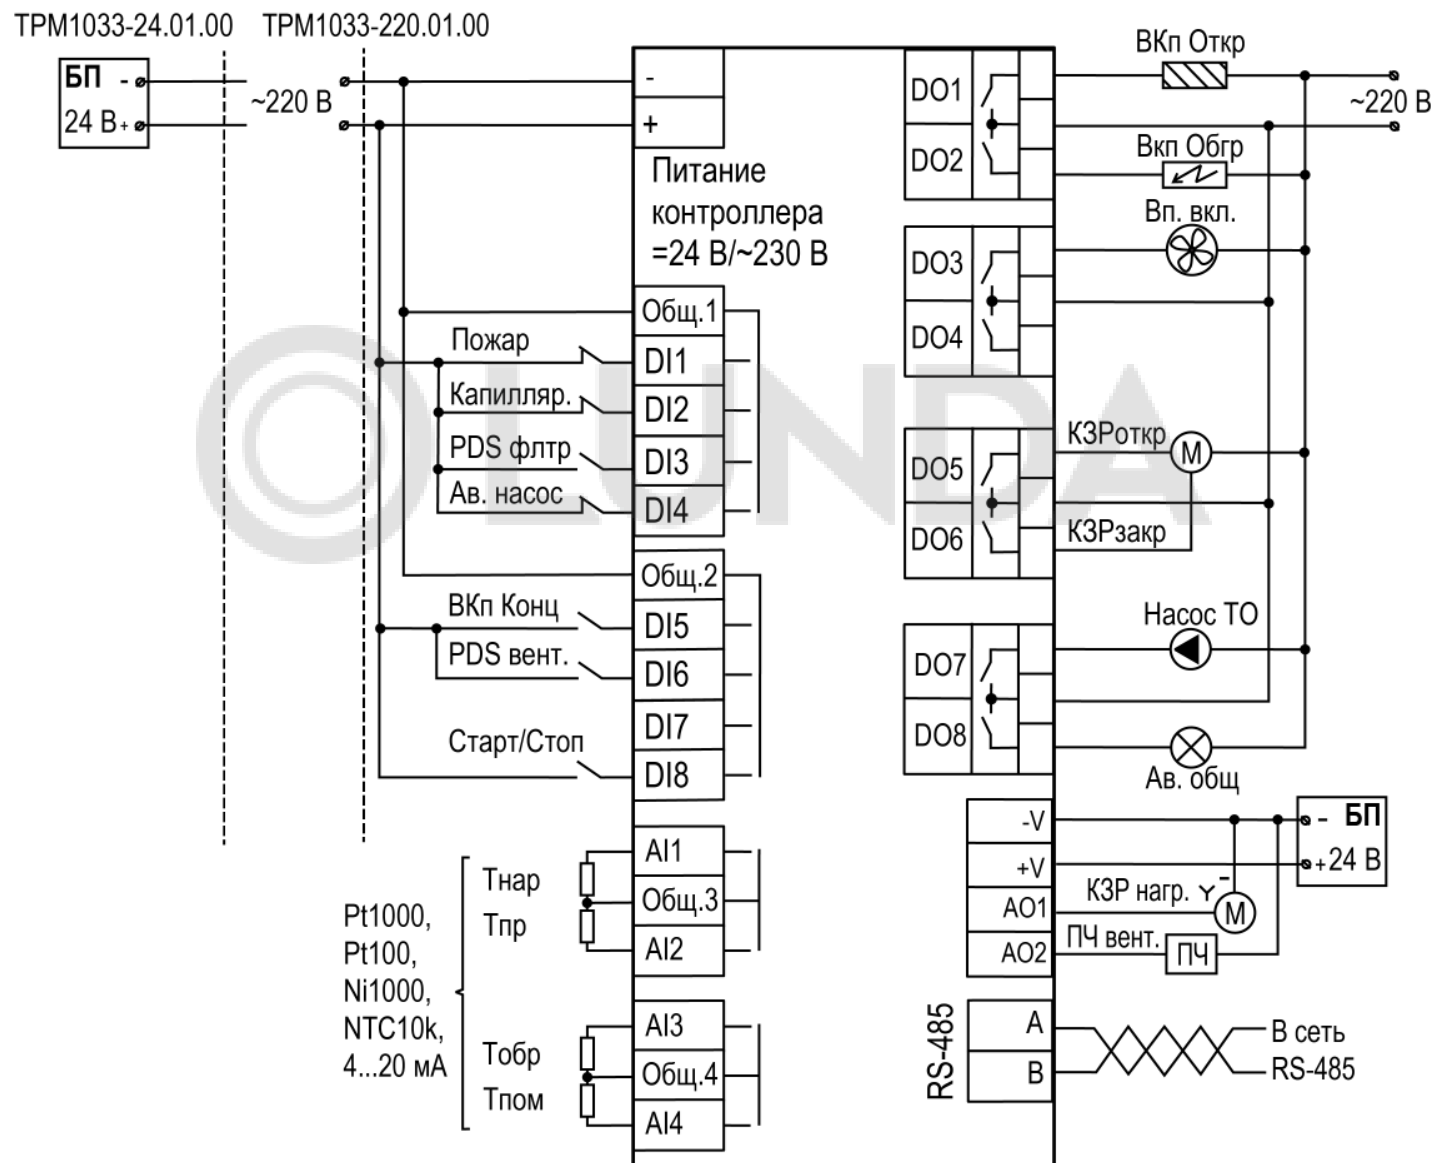 ТРМ1033-24.01.00
ТРМ1033-220.01.00
БП -
24 В+
~220 В
-
+
Питание
контроллера
=24 В/~230 В
Общ.1
Пожар
DI1
Капилляр.
DI2
PDS флтр
DI3
Ав. насос
DI4
Общ.2
ВКп Конц
DI5
PDS вент.
DI6
DI7
Старт/Стоп
DI8
AI1
Тнар
Общ.3
Тпр
AI2
Pt1000,
Pt100,
Ni1000,
NTC10k,
4...20 мА
AI3
Тобр
Общ.4
Тпом
AI4
DO1
ВКп Откр
~220 В
DO2
Вкп Обгр
Вп. вкл.
DO3
DO4
КЗРоткр
М
DO5
DO6
КЗРзакр
Насос ТО
DO7
DO8
Ав. общ
-V
- БП
+V
+24 В
КЗР нагр. Y -
AO1
М
ПЧ вент.
AO2
ПЧ
RS-485
A
B
В сеть
RS-485
LUNDA